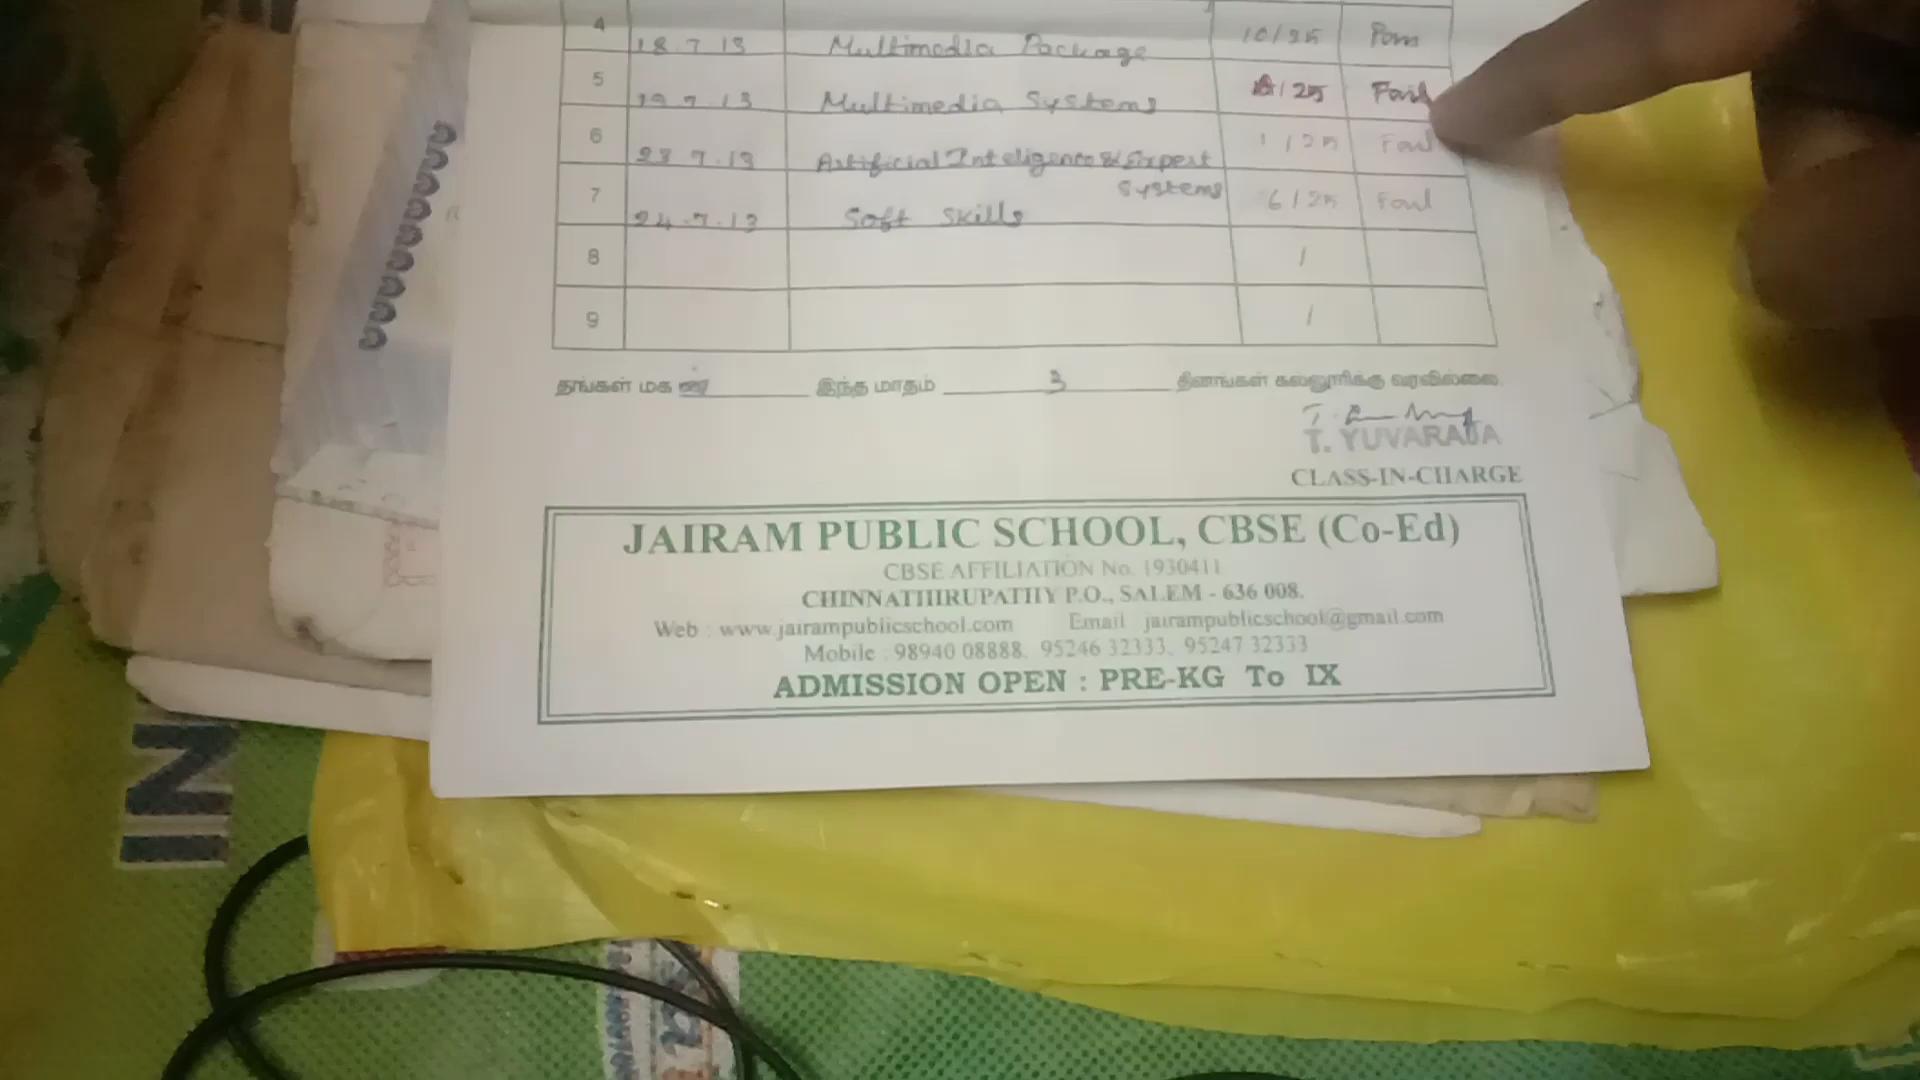 4 18.7.13 Multimedia Package 10/25 Pass
5 19.7.13 Multimedia Systems /25 Fail
6 23.7.13 Artificial Inteligence & Expert 1/25 Fail
Systems
7 24.7.13 Soft Skills 6/25 Fail
8 /
9 /
தங்கள் மகன் இந்த மாதம் 3 தினங்கள் கல்லூரிக்கு வரவில்லை.
T. YUVARAJA
CLASS-IN-CHARGE
JAIRAM PUBLIC SCHOOL, CBSE (Co-Ed)
CBSE AFFILIATION No. 1930411
CHINNATHIRUPATHY P.O., SALEM - 636 008.
Web : www.jairampublicschool.com Email jairampublicschool@gmail.com
Mobile : 98940 08888, 95246 32333, 95247 32333
ADMISSION OPEN : PRE-KG To IX
IN